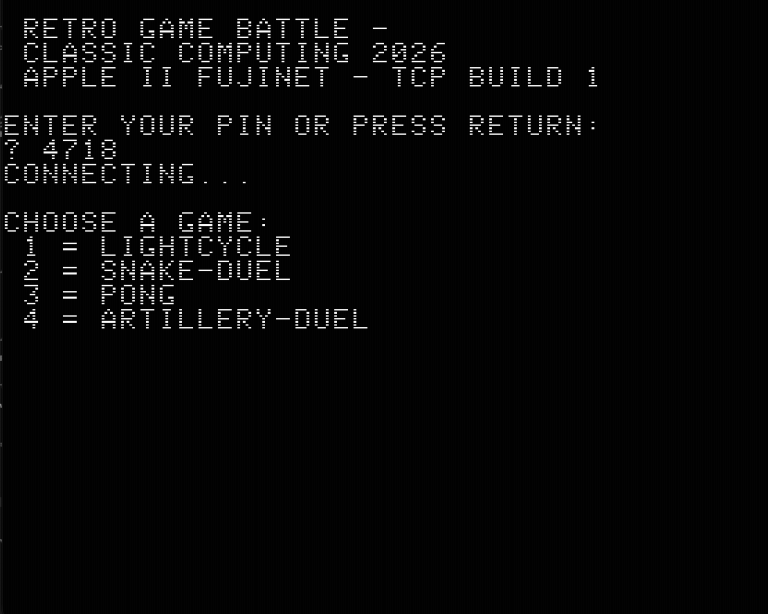 RETRO GAME BATTLE -
CLASSIC COMPUTING 2026
APPLE II FUJINET - TCP BUILD 1
ENTER YOUR PIN OR PRESS RETURN:
? 4718
CONNECTING...
CHOOSE A GAME:
1 = LIGHTCYCLE
2 = SNAKE-DUEL
3 = PONG
4 = ARTILLERY-DUEL